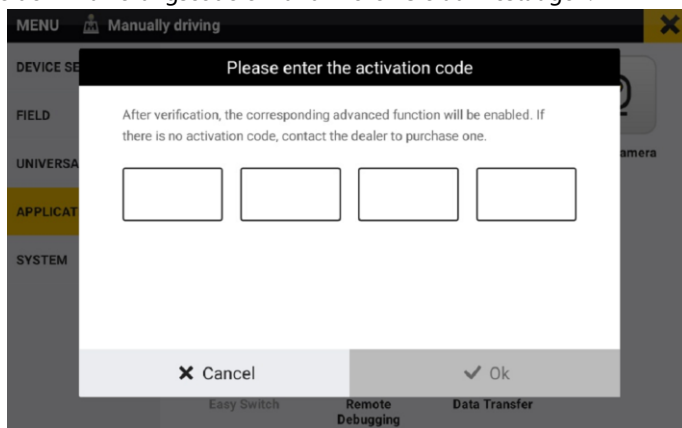 MENU Manually driving
DEVICE SE
Please enter the activation code
FIELD
After verification, the corresponding advanced function will be enabled. If
there is no activation code, contact the dealer to purchase one.
UNIVERSA
amera
APPLICAT
SYSTEM
Cancel
Ok
Easy Switch
Remote
Debugging
Data Transfer